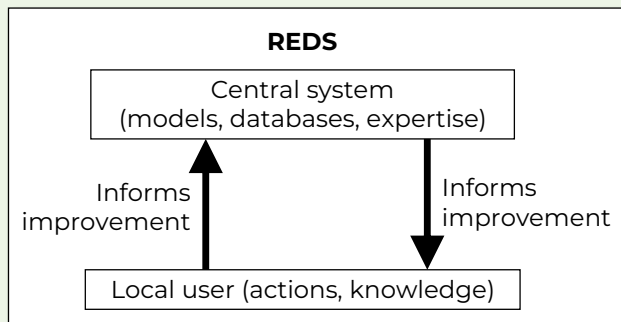 REDS
Central system
(models, databases, expertise)
Informs
improvement
Informs
improvement
Local user (actions, knowledge)